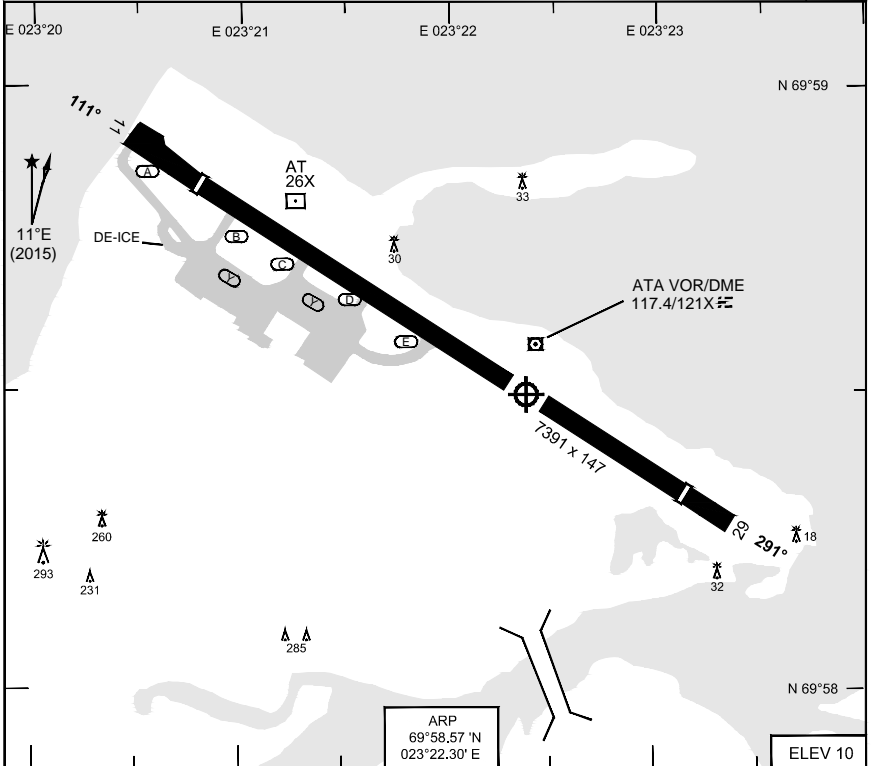 E 023°20
E 023°21
E 023°22
E 023°23
N 69°59
111°
11
A
AT
26X
33
11°E
(2015)
DE-ICE
B
30
C
Y
Y
D
ATA VOR/DME
117.4/121X
E
7391 x 147
29
291°
18
260
293
231
32
285
N 69°58
ARP
69°58.57 'N
023°22.30' E
ELEV 10